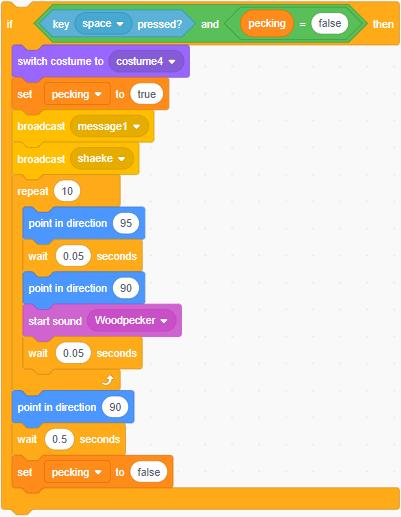 if key space pressed? and pecking = false then
switch costume to costume4
set pecking to true
broadcast message1
broadcast shaeke
repeat 10
point in direction 95
wait 0.05 seconds
point in direction 90
start sound Woodpecker
wait 0.05 seconds
point in direction 90
wait 0.5 seconds
set pecking to false